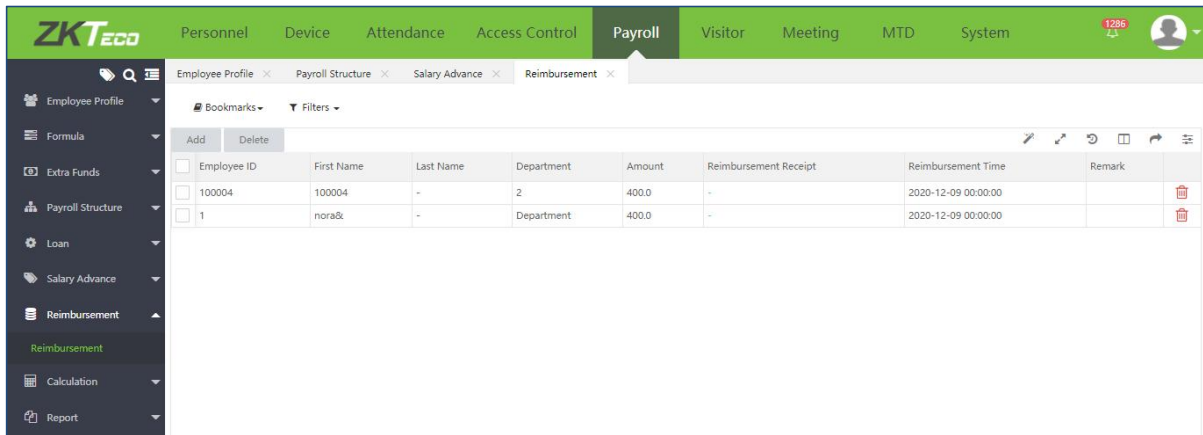 ZKTeco Personnel Device Attendance Access Control Payroll Visitor Meeting MTD System 1286
Employee Profile Payroll Structure Salary Advance Reimbursement
Employee Profile
Bookmarks Filters
Formula
Add Delete
Employee ID First Name Last Name Department Amount Reimbursement Receipt Reimbursement Time Remark
Extra Funds
100004 100004 - 2 400.0 - 2020-12-09 00:00:00
Payroll Structure
1 nora& - Department 400.0 - 2020-12-09 00:00:00
Loan
Salary Advance
Reimbursement
Reimbursement
Calculation
Report